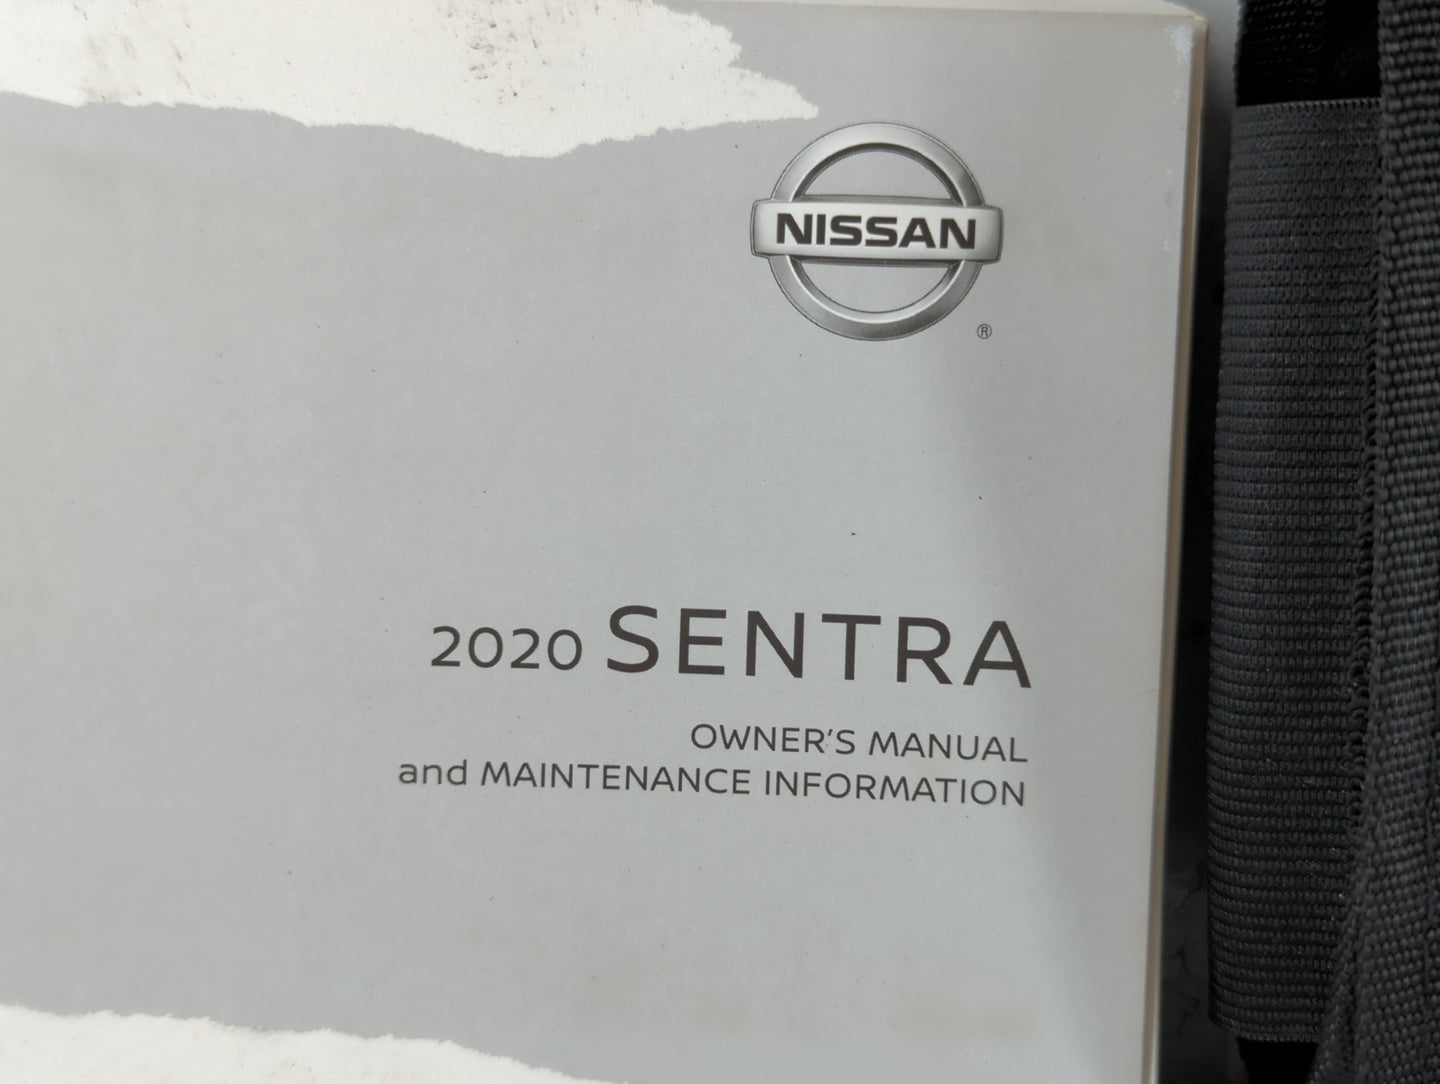 NISSAN
®
2020 SENTRA
OWNER'S MANUAL
and MAINTENANCE INFORMATION